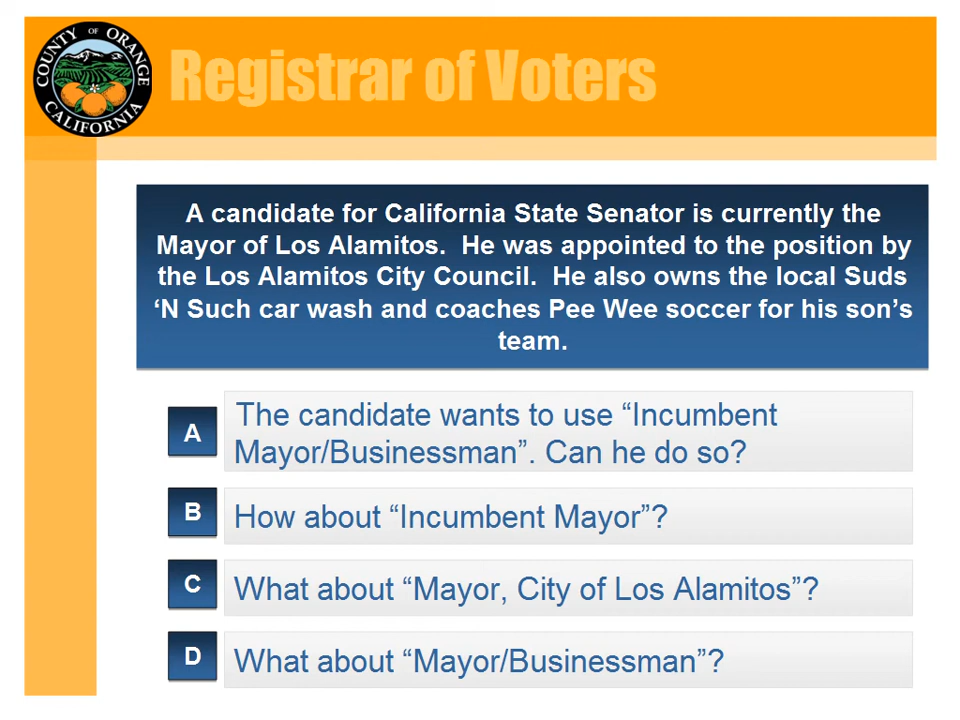 COUNTY OF ORANGE
CALIFORNIA
Registrar of Voters
A candidate for California State Senator is currently the
Mayor of Los Alamitos.  He was appointed to the position by
the Los Alamitos City Council.  He also owns the local Suds
‘N Such car wash and coaches Pee Wee soccer for his son’s
team.
A
The candidate wants to use “Incumbent
Mayor/Businessman”. Can he do so?
B
How about “Incumbent Mayor”?
C
What about “Mayor, City of Los Alamitos”?
D
What about “Mayor/Businessman”?